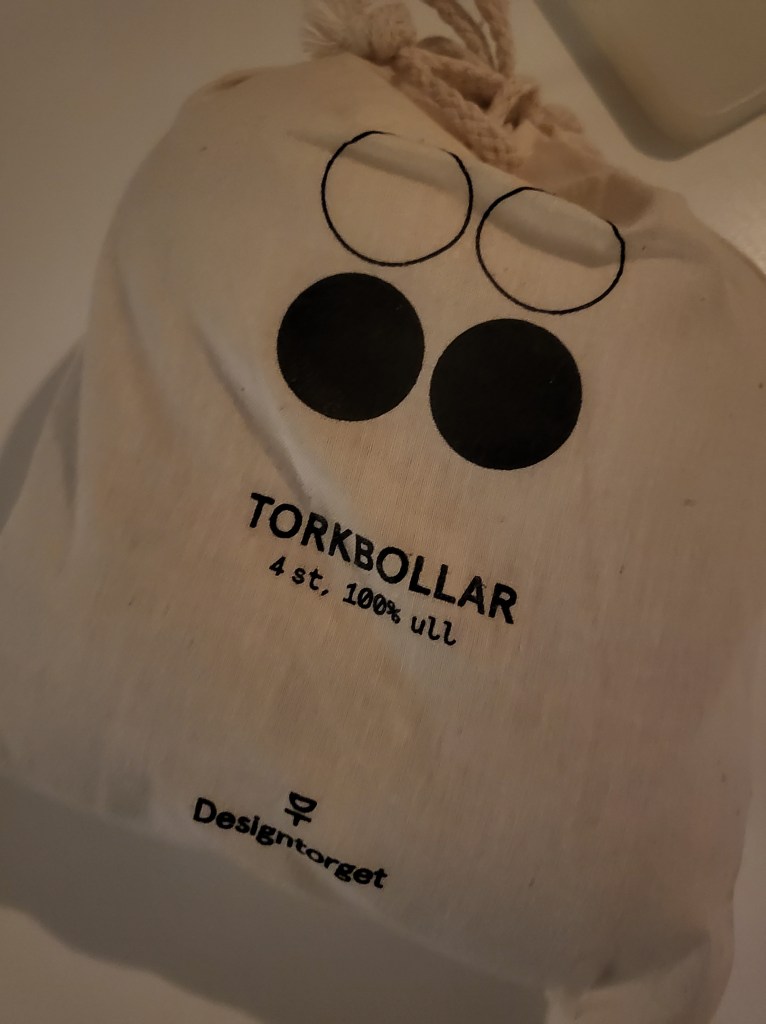 TORKBOLLAR
4 st, 100% ull
Designtorget